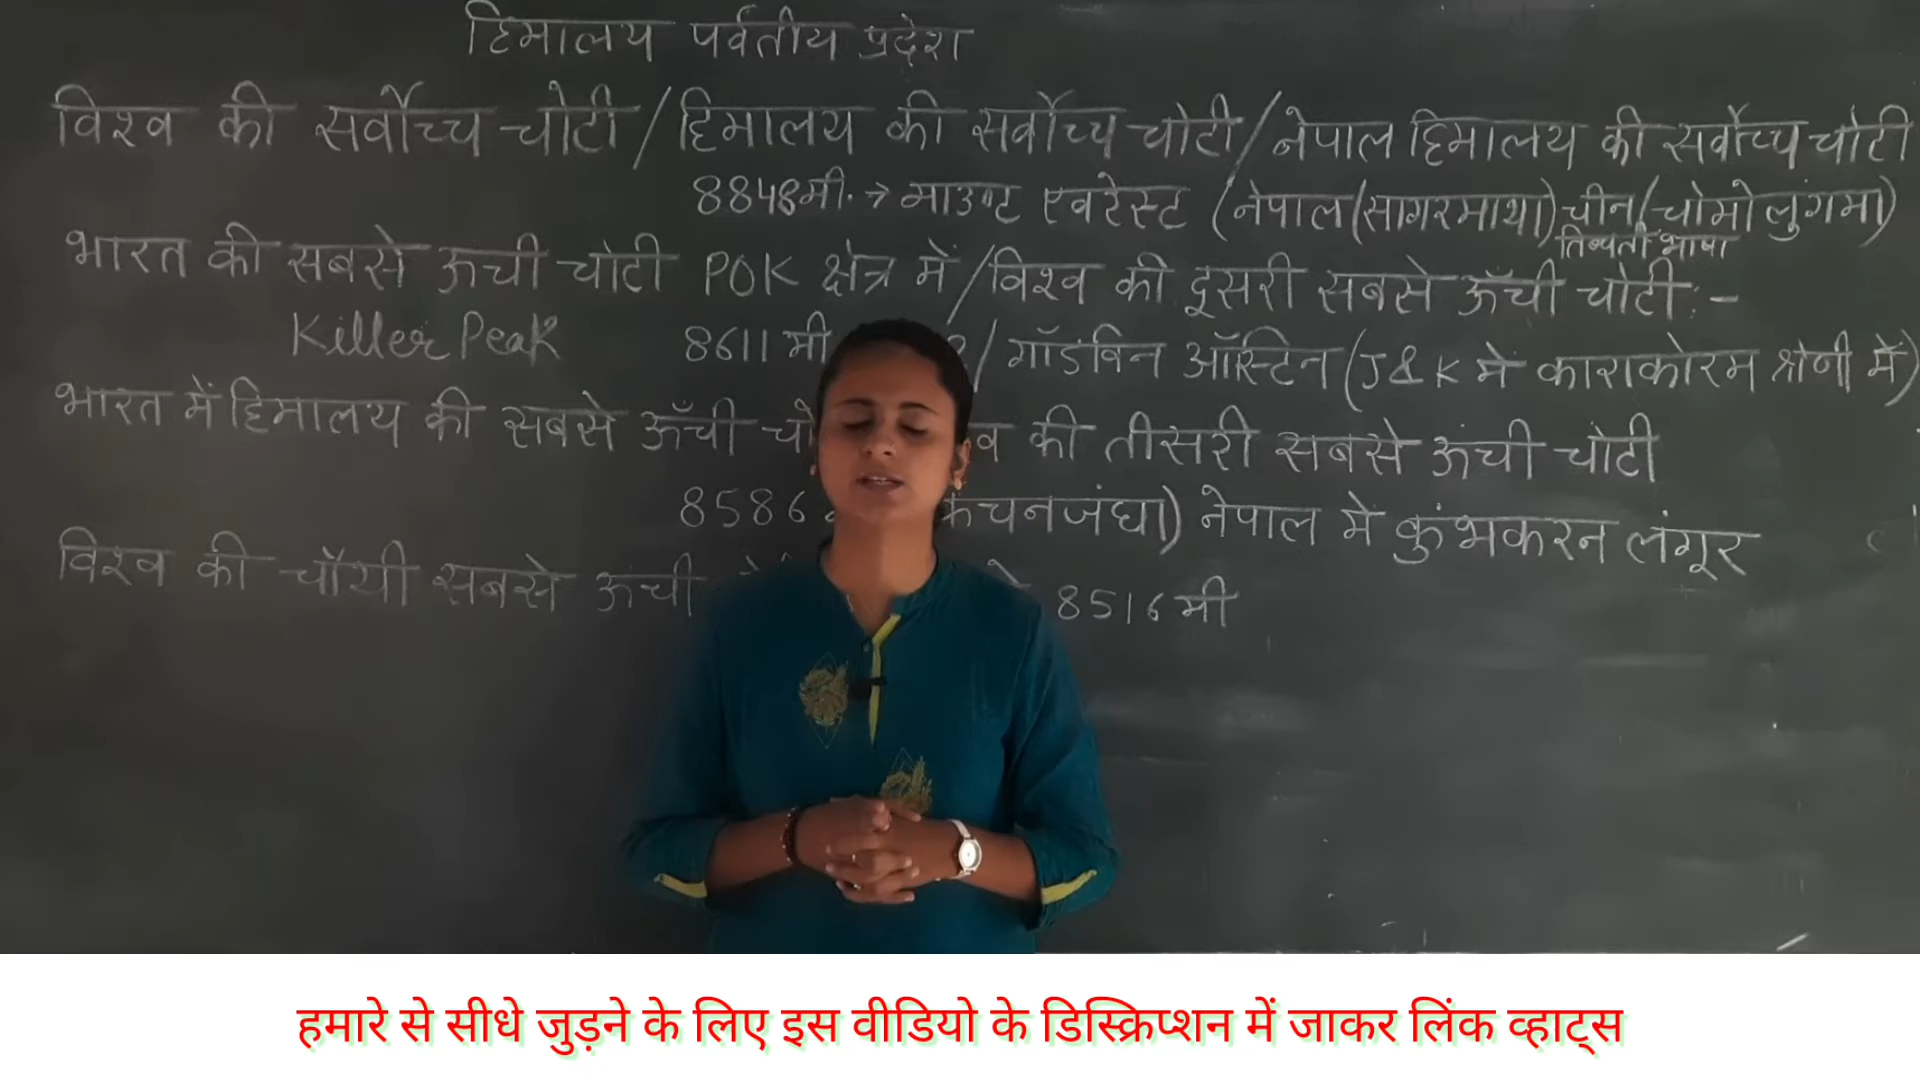 हिमालय पर्वतीय प्रदेश
विश्व की सर्वोच्च चोटी/हिमालय की सर्वोच्च चोटी/नेपाल हिमालय की सर्वोच्च चोटी
8848मी. → माउण्ट एवरेस्ट (नेपाल(सागरमाथा) चीन(चोमोलुंगमा)
तिब्बती भाषा
भारत की सबसे ऊंची चोटी POK क्षेत्र में/विश्व की दूसरी सबसे ऊँची चोटी:-
Killer Peak 8611 मी / गॉडविन ऑस्टिन (J&K में काराकोरम श्रेणी में)
भारत में हिमालय की सबसे ऊँची की तीसरी सबसे ऊंची चोटी
8586 कंचनजंघा) नेपाल में कुंभकरन लंगूर
विश्व की चौथी सबसे ऊंची 8516 मी
हमारे से सीधे जुड़ने के लिए इस वीडियो के डिस्क्रिप्शन में जाकर लिंक व्हाट्स